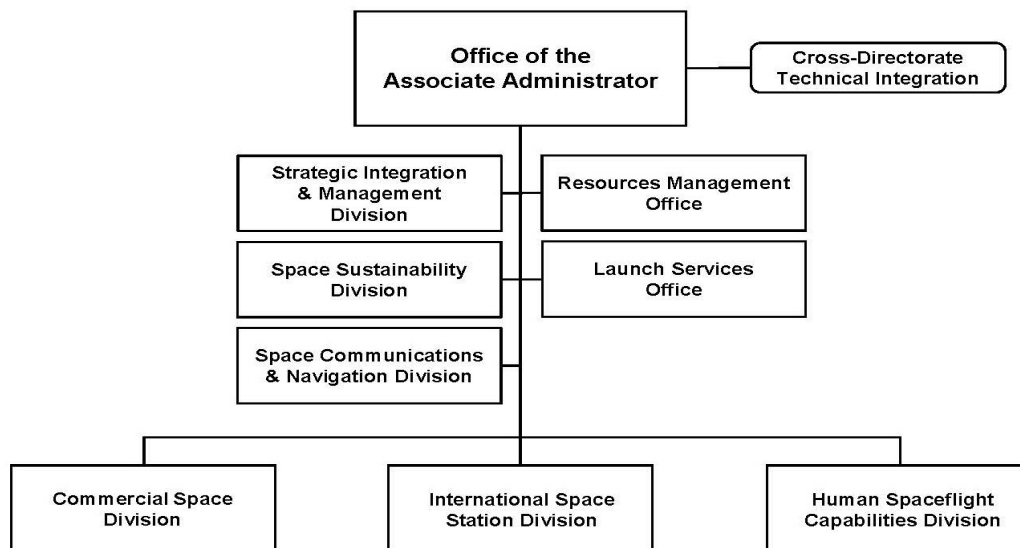 Office of the
Associate Administrator
Cross-Directorate
Technical Integration
Strategic Integration
& Management
Division
Resources Management
Office
Space Sustainability
Division
Launch Services
Office
Space Communications
& Navigation Division
Commercial Space
Division
International Space
Station Division
Human Spaceflight
Capabilities Division